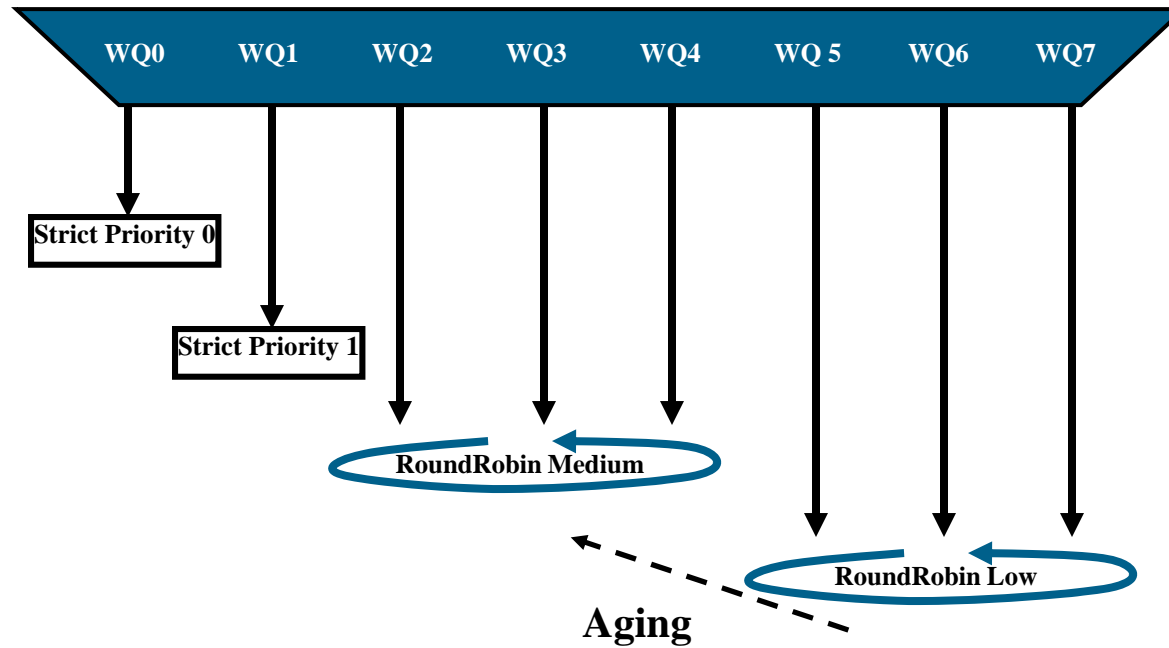 WQ0 WQ1 WQ2 WQ3 WQ4 WQ 5 WQ6 WQ7
Strict Priority 0
Strict Priority 1
RoundRobin Medium
RoundRobin Low
Aging